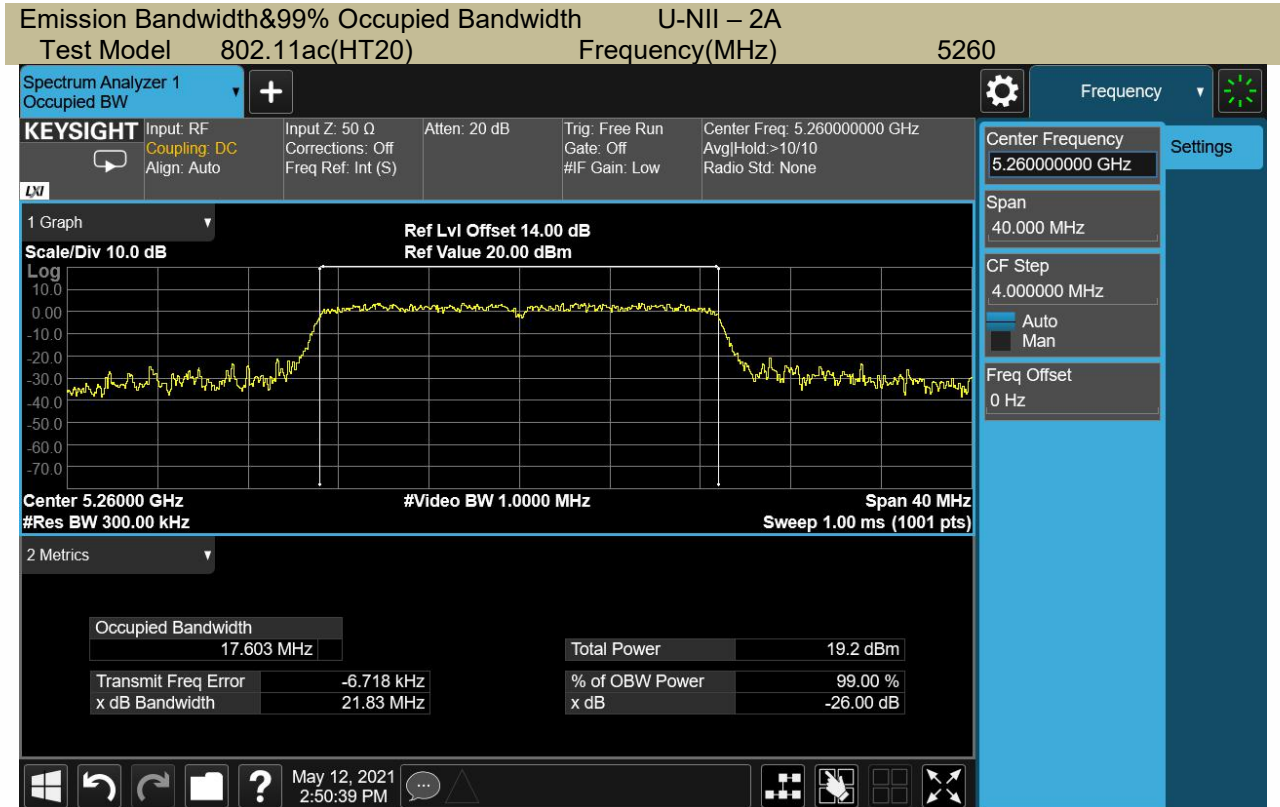 Emission Bandwidth&99% Occupied Bandwidth U-NII – 2A
Test Model 802.11ac(HT20) Frequency(MHz) 5260
Spectrum Analyzer 1
Occupied BW
+
Frequency
KEYSIGHT Input: RF Input Z: 50 Ω Atten: 20 dB Trig: Free Run Center Freq: 5.260000000 GHz
Coupling: DC Corrections: Off Gate: Off Avg|Hold:>10/10
Align: Auto Freq Ref: Int (S) #IF Gain: Low Radio Std: None
LXI
Center Frequency
5.260000000 GHz
Settings
Span
40.000 MHz
CF Step
4.000000 MHz
Auto
Man
Freq Offset
0 Hz
1 Graph
Ref Lvl Offset 14.00 dB
Scale/Div 10.0 dB Ref Value 20.00 dBm
Log
10.0
0.00
-10.0
-20.0
-30.0
-40.0
-50.0
-60.0
-70.0
Center 5.26000 GHz #Video BW 1.0000 MHz Span 40 MHz
#Res BW 300.00 kHz Sweep 1.00 ms (1001 pts)
2 Metrics
Occupied Bandwidth
17.603 MHz Total Power 19.2 dBm
Transmit Freq Error -6.718 kHz % of OBW Power 99.00 %
x dB Bandwidth 21.83 MHz x dB -26.00 dB
? May 12, 2021
2:50:39 PM